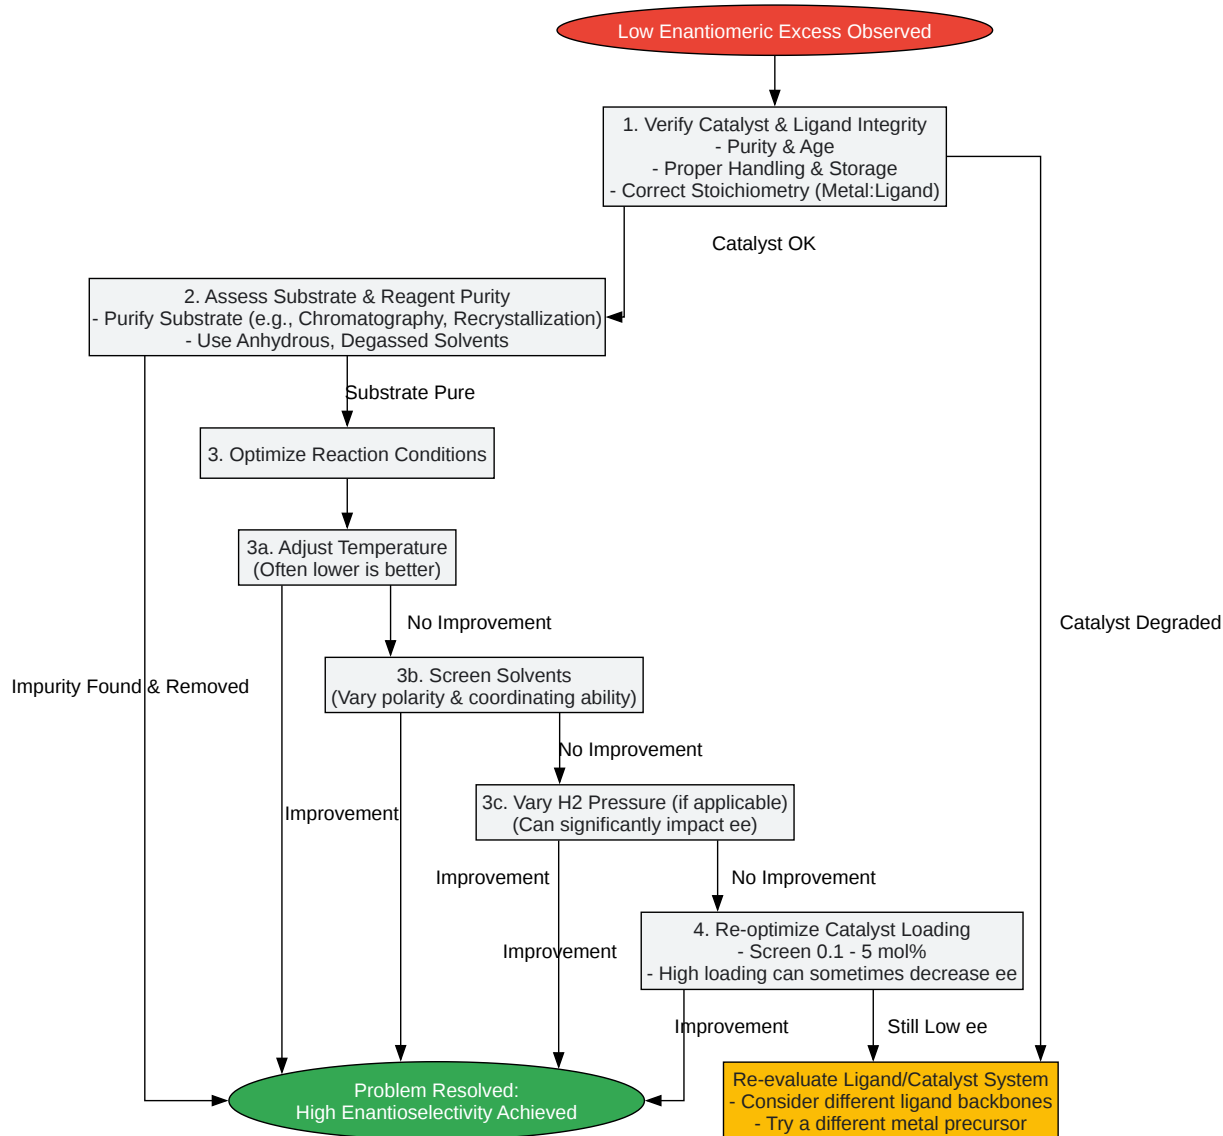 Low Enantiomeric Excess Observed
1. Verify Catalyst & Ligand Integrity
- Purity & Age
- Proper Handling & Storage
- Correct Stoichiometry (Metal:Ligand)
Catalyst OK
2. Assess Substrate & Reagent Purity
- Purify Substrate (e.g., Chromatography, Recrystallization)
- Use Anhydrous, Degassed Solvents
Substrate Pure
3. Optimize Reaction Conditions
3a. Adjust Temperature
(Often lower is better)
No Improvement
Catalyst Degraded
3b. Screen Solvents
(Vary polarity & coordinating ability)
Impurity Found & Removed
No Improvement
3c. Vary H2 Pressure (if applicable)
(Can significantly impact ee)
Improvement
Improvement
No Improvement
4. Re-optimize Catalyst Loading
- Screen 0.1 - 5 mol%
- High loading can sometimes decrease ee
Improvement
Improvement
Still Low ee
Problem Resolved:
High Enantioselectivity Achieved
Re-evaluate Ligand/Catalyst System
- Consider different ligand backbones
- Try a different metal precursor